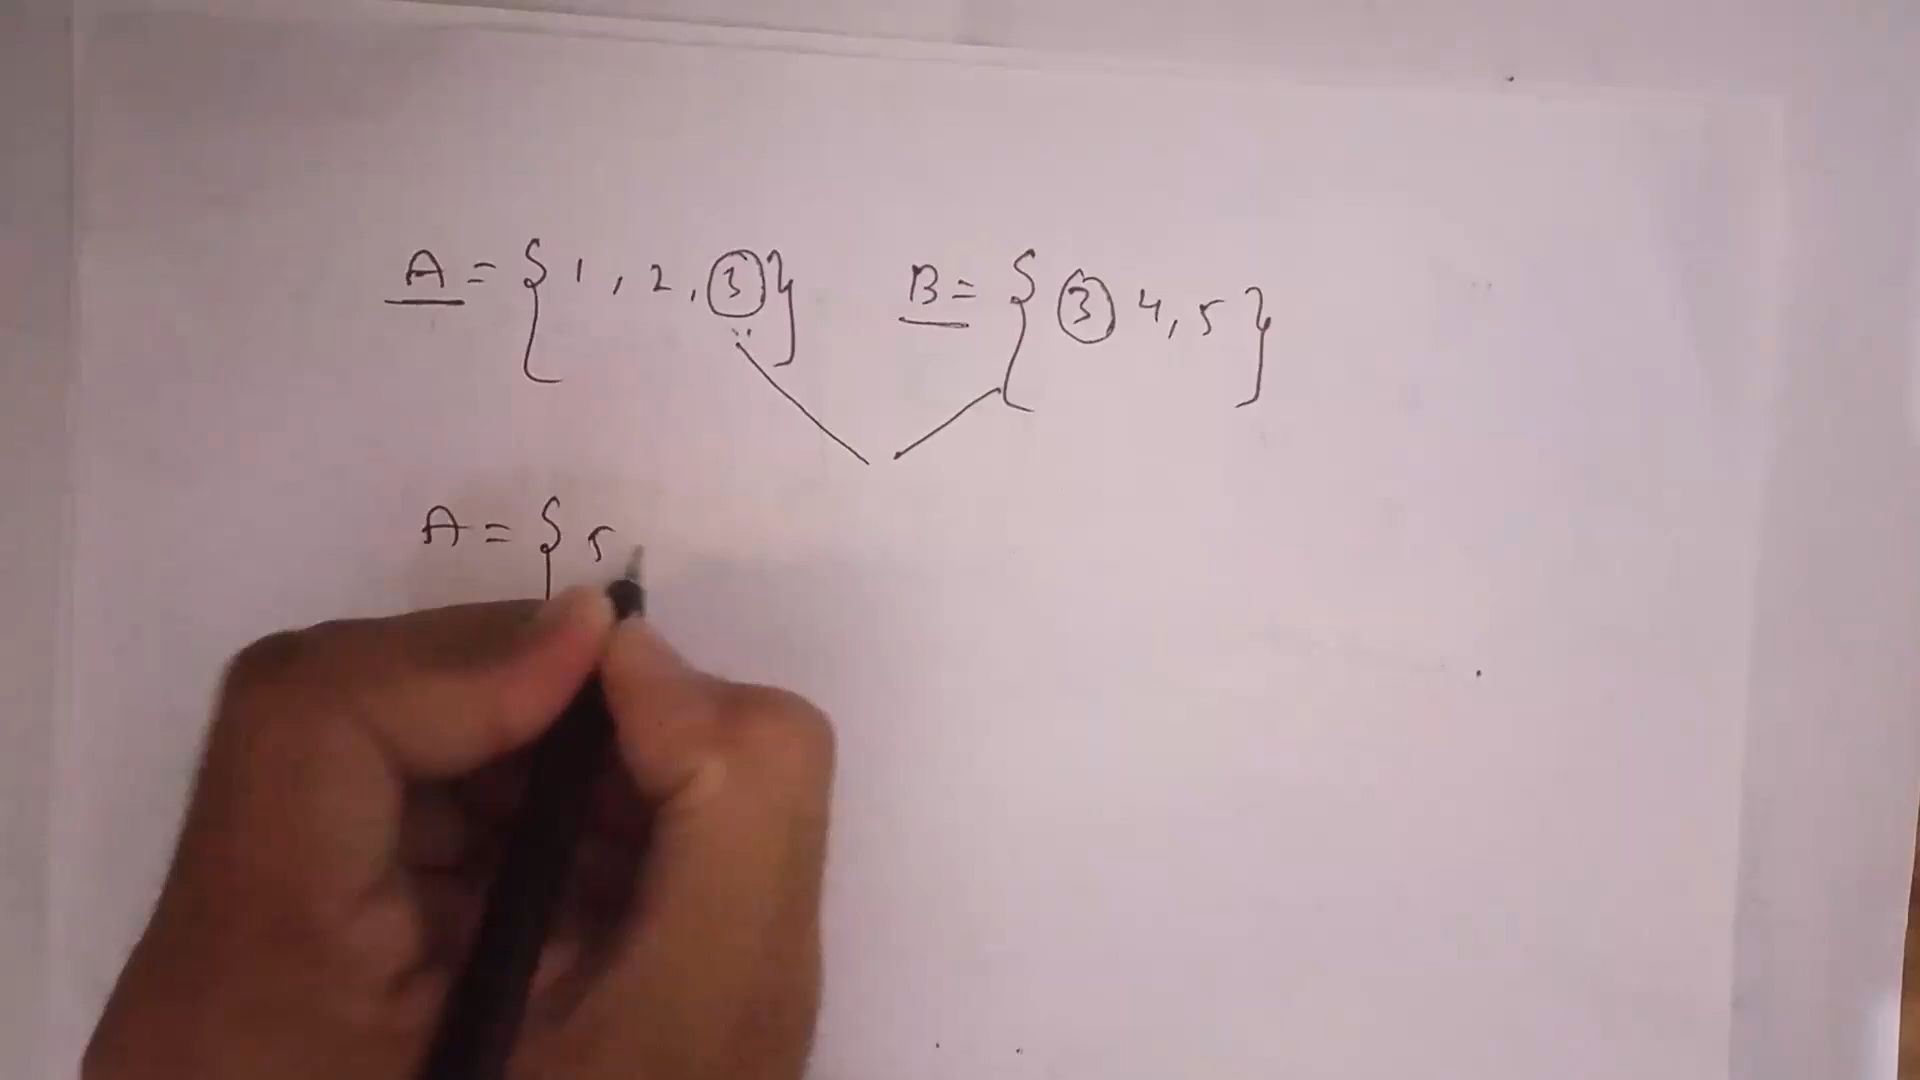 A = { 1 , 2 , 3 } B = { 3 4 , 5 }
A = { 5